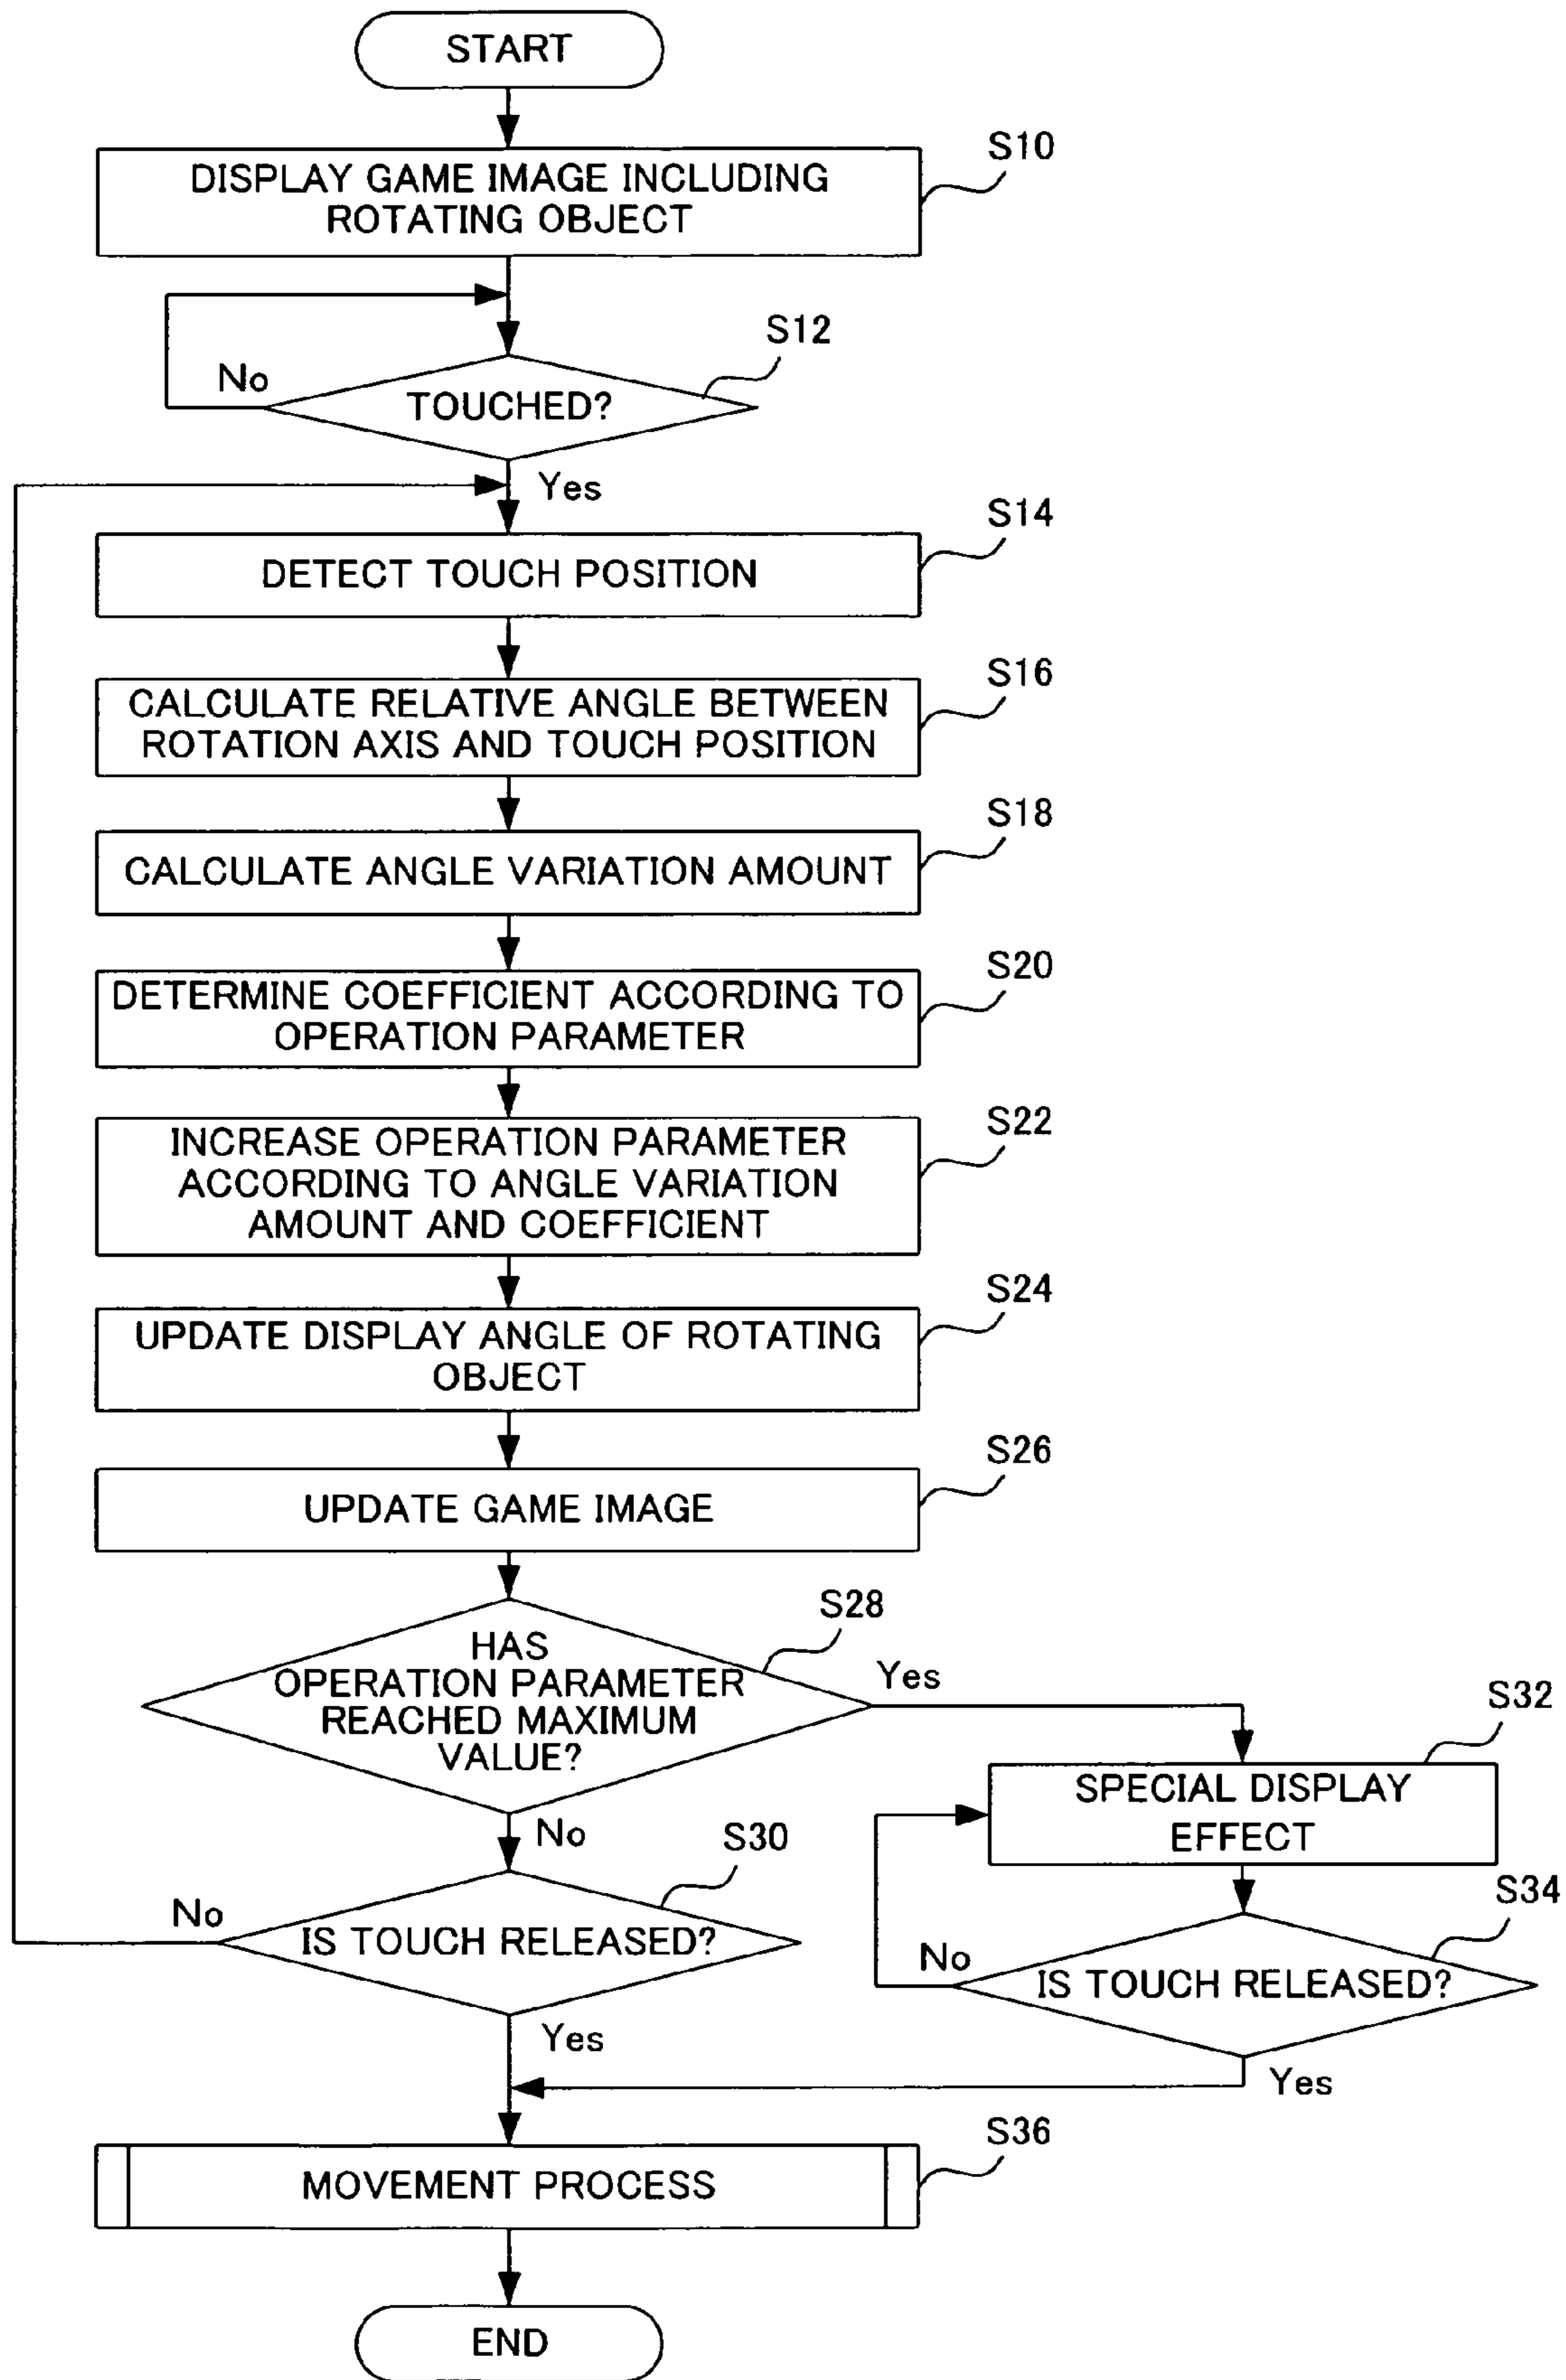 START
S10
DISPLAY GAME IMAGE INCLUDING
ROTATING OBJECT
S12
No
TOUCHED?
Yes
S14
DETECT TOUCH POSITION
S16
CALCULATE RELATIVE ANGLE BETWEEN
ROTATION AXIS AND TOUCH POSITION
S18
CALCULATE ANGLE VARIATION AMOUNT
S20
DETERMINE COEFFICIENT ACCORDING TO
OPERATION PARAMETER
S22
INCREASE OPERATION PARAMETER
ACCORDING TO ANGLE VARIATION
AMOUNT AND COEFFICIENT
S24
UPDATE DISPLAY ANGLE OF ROTATING
OBJECT
S26
UPDATE GAME IMAGE
S28
HAS
OPERATION PARAMETER
REACHED MAXIMUM
VALUE?
Yes
S32
SPECIAL DISPLAY
EFFECT
No
S30
No
IS TOUCH RELEASED?
S34
No
IS TOUCH RELEASED?
Yes
Yes
S36
MOVEMENT PROCESS
END